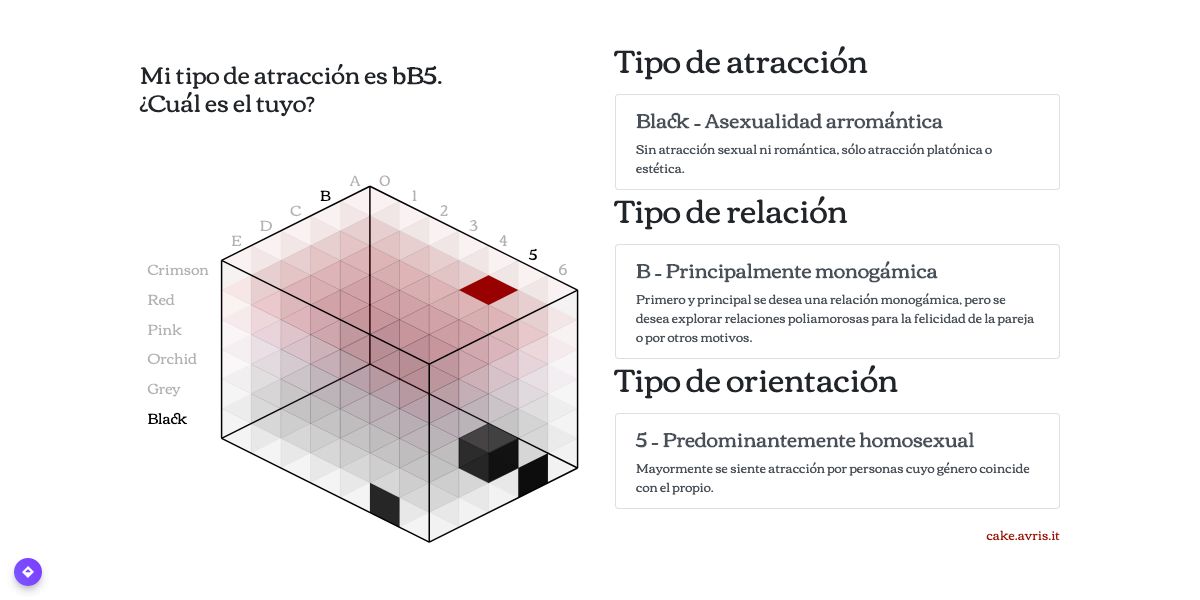 Mi tipo de atracción es bB5.
¿Cuál es el tuyo?
A
B
C
D
E
0
1
2
3
4
5
6
Crimson
Red
Pink
Orchid
Grey
Black
Tipo de atracción
Black - Asexualidad arromántica
Sin atracción sexual ni romántica, sólo atracción platónica o
estética.
Tipo de relación
B - Principalmente monogámica
Primero y principal se desea una relación monogámica, pero se
desea explorar relaciones poliamorosas para la felicidad de la pareja
o por otros motivos.
Tipo de orientación
5 - Predominantemente homosexual
Mayormente se siente atracción por personas cuyo género coincide
con el propio.
cake.avris.it